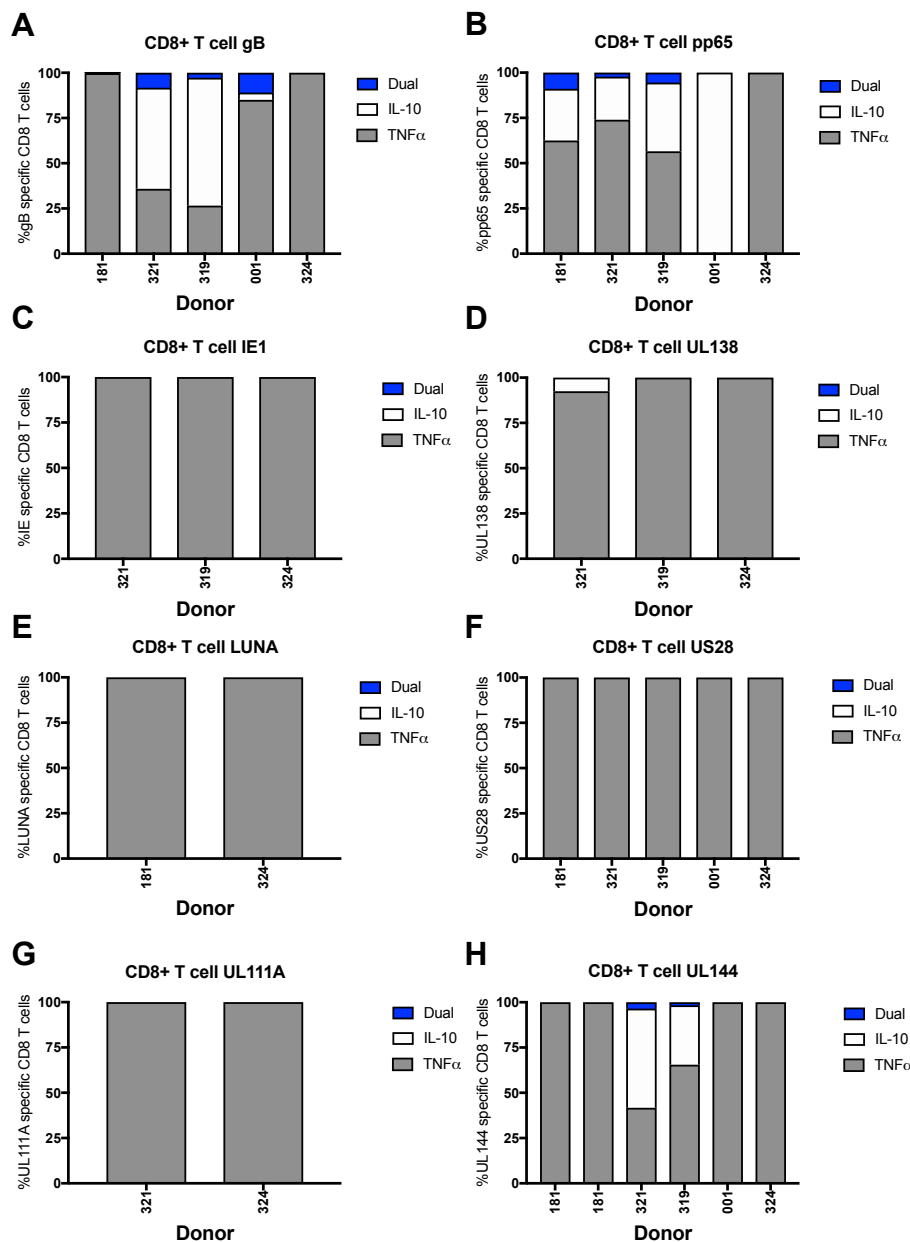 A
CD8+ T cell gB
%gB specific CD8 T cells
100
75
50
25
0
181
321
319
001
324
Donor
Dual
IL-10
TNFα
B
CD8+ T cell pp65
%pp65 specific CD8 T cells
100
75
50
25
0
181
321
319
001
324
Donor
Dual
IL-10
TNFα
C
CD8+ T cell IE1
%IE specific CD8 T cells
100
75
50
25
0
321
319
324
Donor
Dual
IL-10
TNFα
D
CD8+ T cell UL138
%UL138 specific CD8 T cells
100
75
50
25
0
321
319
324
Donor
Dual
IL-10
TNFα
E
CD8+ T cell LUNA
%LUNA specific CD8 T cells
100
75
50
25
0
181
324
Donor
Dual
IL-10
TNFα
F
CD8+ T cell US28
%US28 specific CD8 T cells
100
75
50
25
0
181
321
319
001
324
Donor
Dual
IL-10
TNFα
G
CD8+ T cell UL111A
%UL111A specific CD8 T cells
100
75
50
25
0
321
324
Donor
Dual
IL-10
TNFα
H
CD8+ T cell UL144
%UL144 specific CD8 T cells
100
75
50
25
0
181
181
321
319
001
324
Donor
Dual
IL-10
TNFα